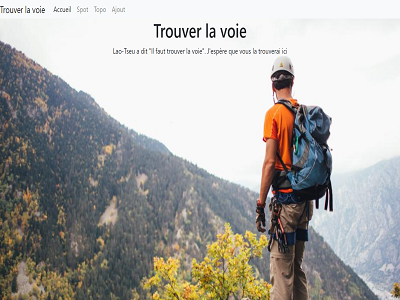 Trouver la voie Accueil Spot Topo Ajout
Trouver la voie
Lao-Tseu a dit "Il faut trouver la voie". J'espère que vous la trouverai ici